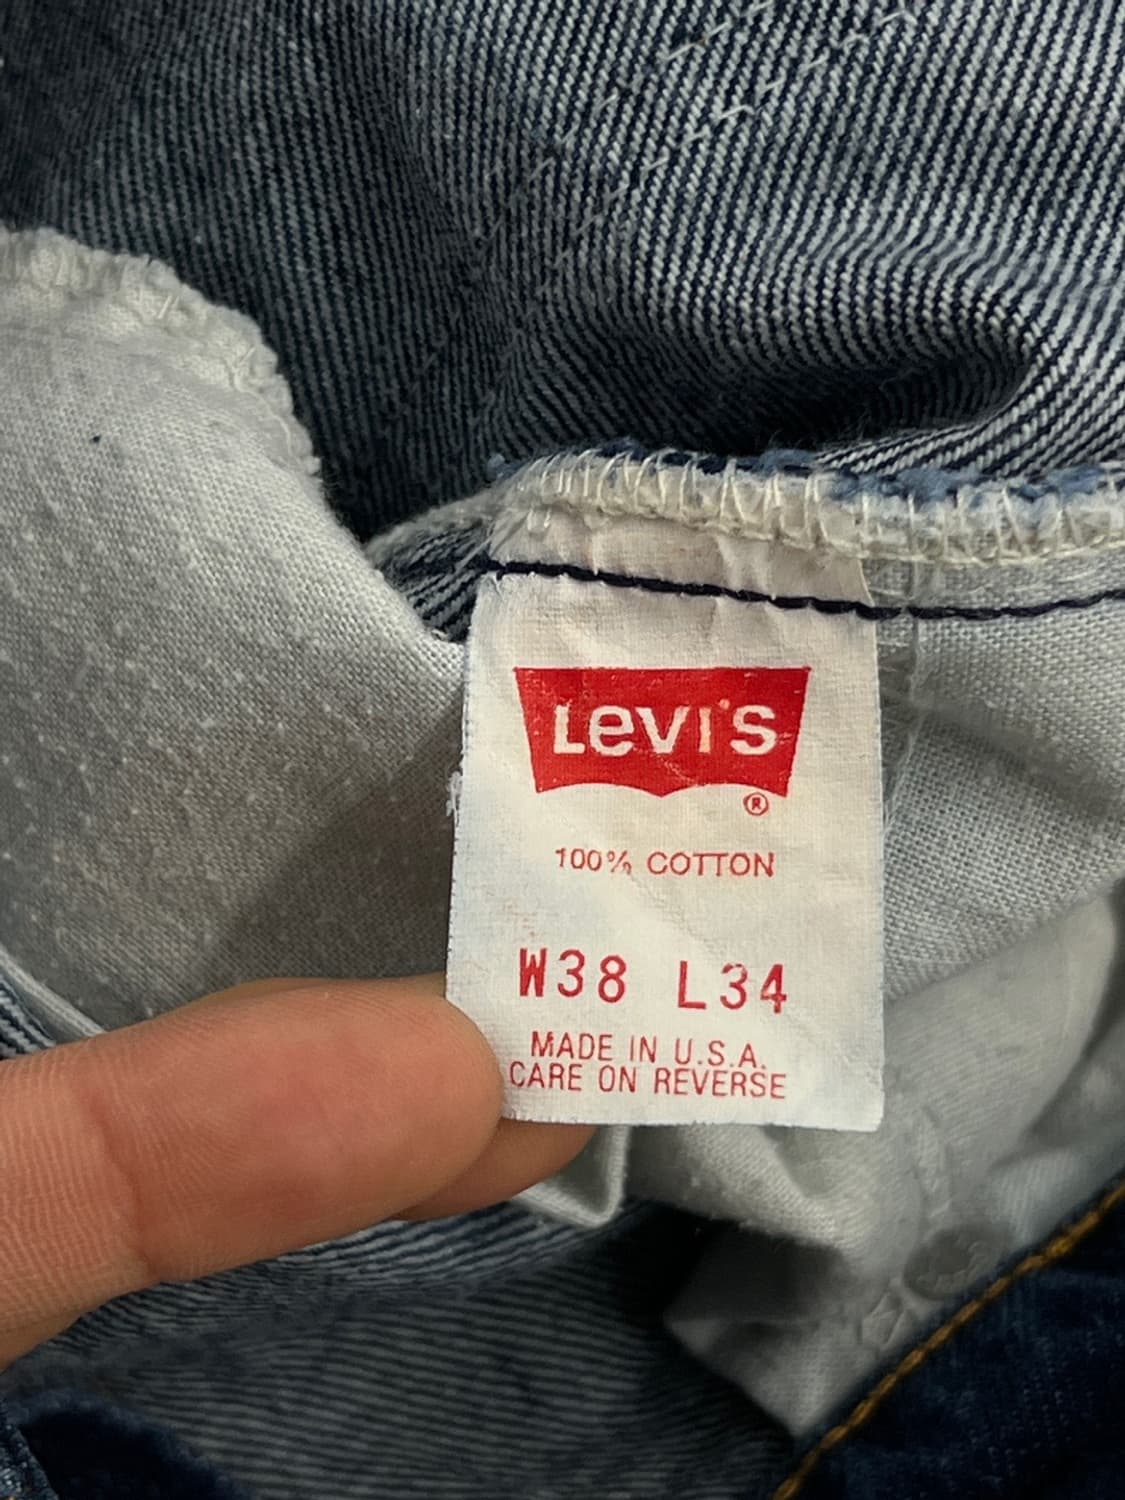 Levi's
®
100% COTTON
W38 L34
MADE IN U.S.A.
CARE ON REVERSE